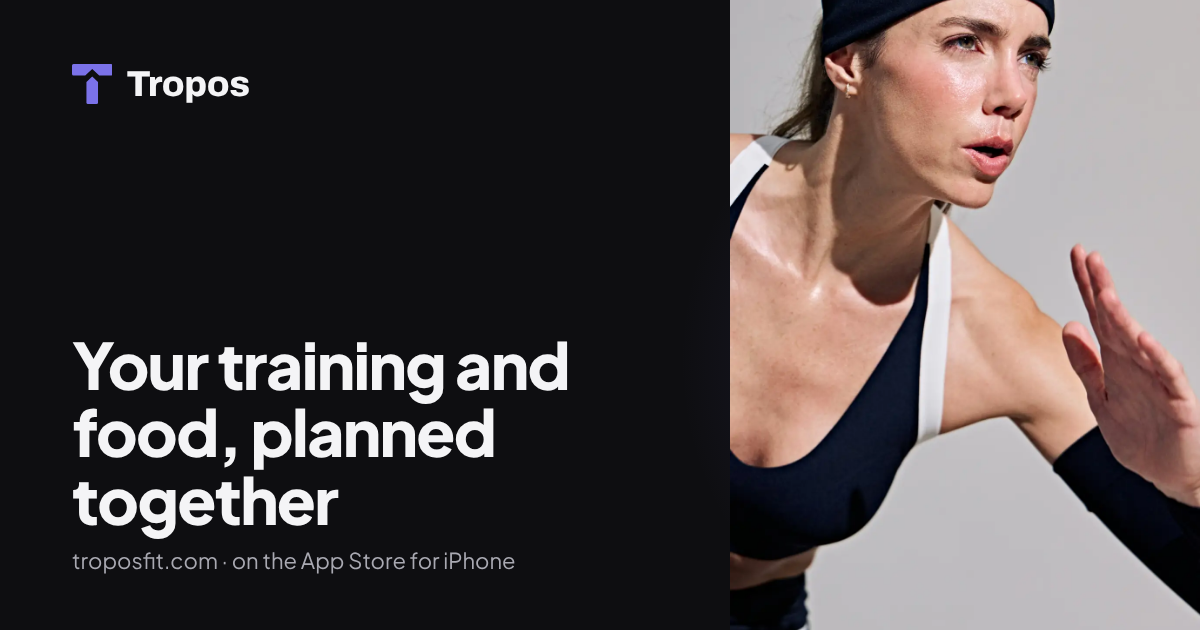 Tropos
Your training and
food, planned
together
troposfit.com · on the App Store for iPhone